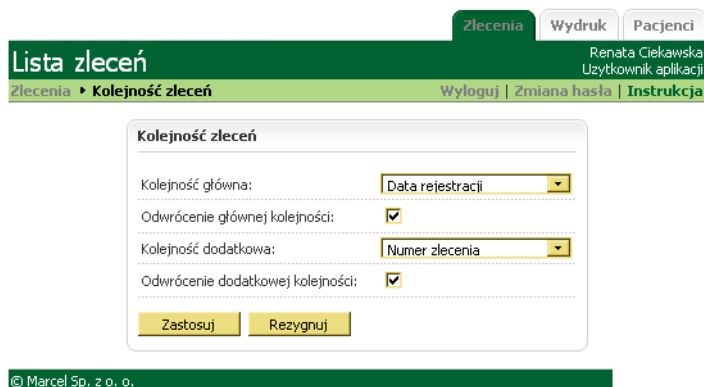 Zlecenia Wydruk Pacjenci
Lista zleceń
Renata Ciekawska
Uzytkownik aplikacji
Zlecenia ▸ Kolejność zleceń Wyloguj | Zmiana hasła | Instrukcja
Kolejność zleceń
Kolejność główna: Data rejestracji
Odwrócenie głównej kolejności:
Kolejność dodatkowa: Numer zlecenia
Odwrócenie dodatkowej kolejności:
Zastosuj Rezygnuj
© Marcel Sp. z o. o.